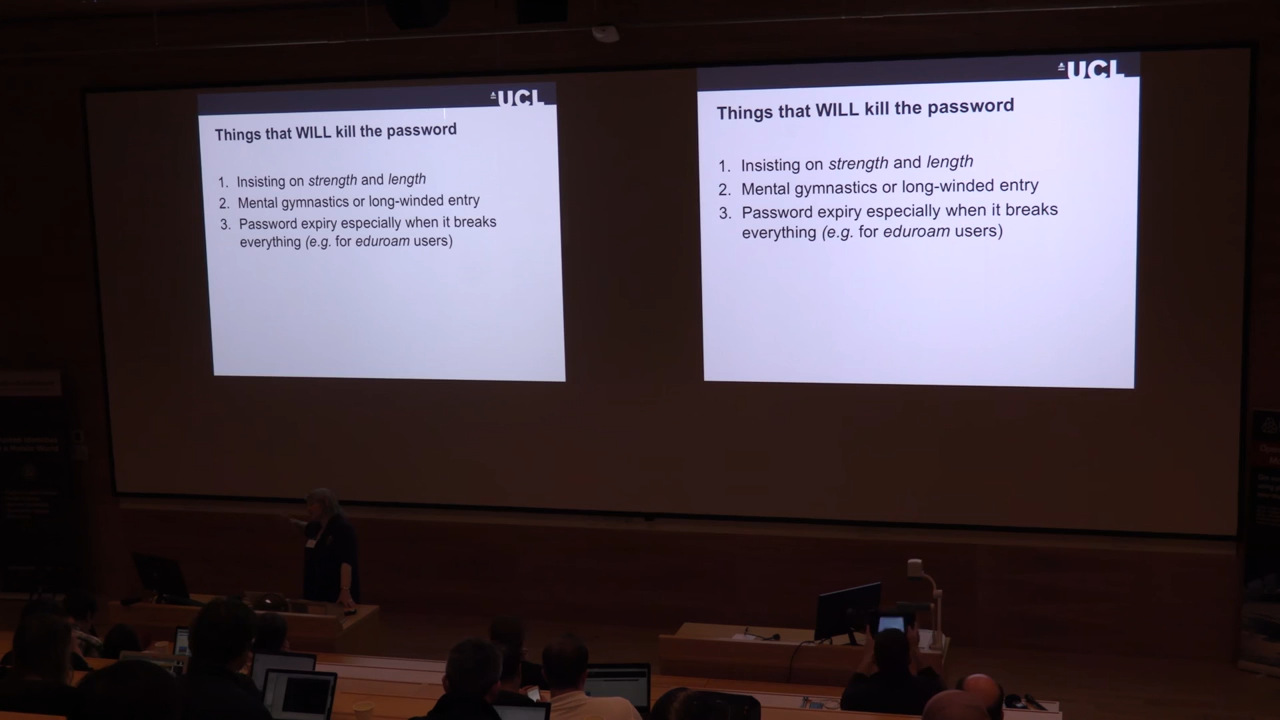 UCL
Things that WILL kill the password
1. Insisting on strength and length
2. Mental gymnastics or long-winded entry
3. Password expiry especially when it breaks
everything (e.g. for eduroam users)
UCL
Things that WILL kill the password
1. Insisting on strength and length
2. Mental gymnastics or long-winded entry
3. Password expiry especially when it breaks
everything (e.g. for eduroam users)